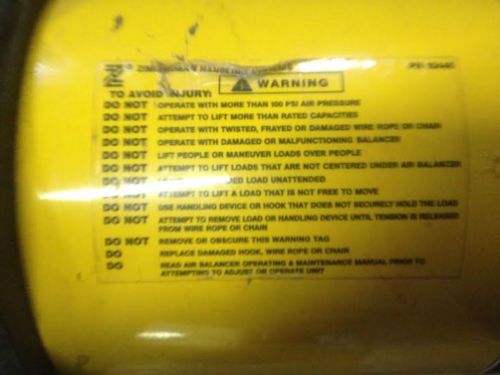 WARNING
TO AVOID INJURY:
DO NOT OPERATE WITH MORE THAN 100 PSI AIR PRESSURE
DO NOT ATTEMPT TO LIFT MORE THAN RATED CAPACITIES
DO NOT OPERATE WITH TWISTED, FRAYED OR DAMAGED WIRE ROPE OR CHAIN
DO NOT OPERATE WITH DAMAGED OR MALFUNCTIONING BALANCER
DO NOT LIFT PEOPLE OR MANEUVER LOADS OVER PEOPLE
DO NOT ATTEMPT TO LIFT LOADS THAT ARE NOT CENTERED UNDER AIR BALANCER
DO NOT LOAD UNATTENDED
DO NOT ATTEMPT TO LIFT A LOAD THAT IS NOT FREE TO MOVE
DO NOT USE HANDLING DEVICE OR HOOK THAT DOES NOT SECURELY HOLD THE LOAD
DO NOT ATTEMPT TO REMOVE LOAD OR HANDLING DEVICE UNTIL TENSION IS RELEASED
FROM WIRE ROPE OR CHAIN
DO NOT REMOVE OR OBSCURE THIS WARNING TAG
DO REPLACE DAMAGED HOOK, WIRE ROPE OR CHAIN
DO READ AIR BALANCER OPERATING & MAINTENANCE MANUAL PRIOR TO
ATTEMPTING TO ADJUST OR OPERATE UNIT